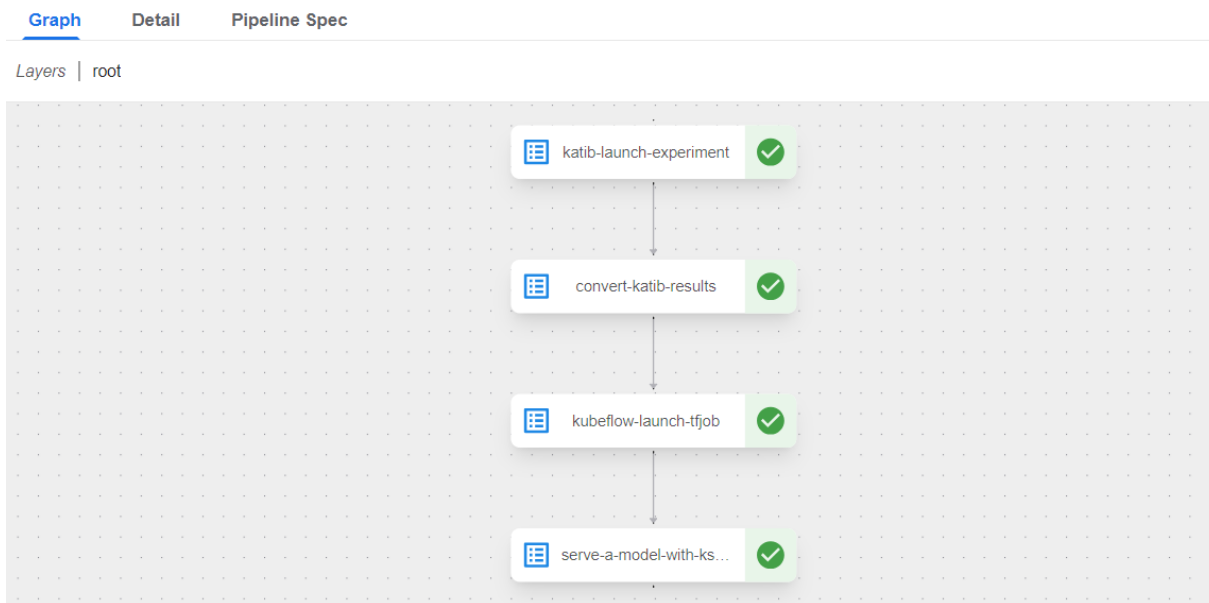 Graph Detail Pipeline Spec
Layers | root
katib-launch-experiment
convert-katib-results
kubeflow-launch-tfjob
serve-a-model-with-ks...